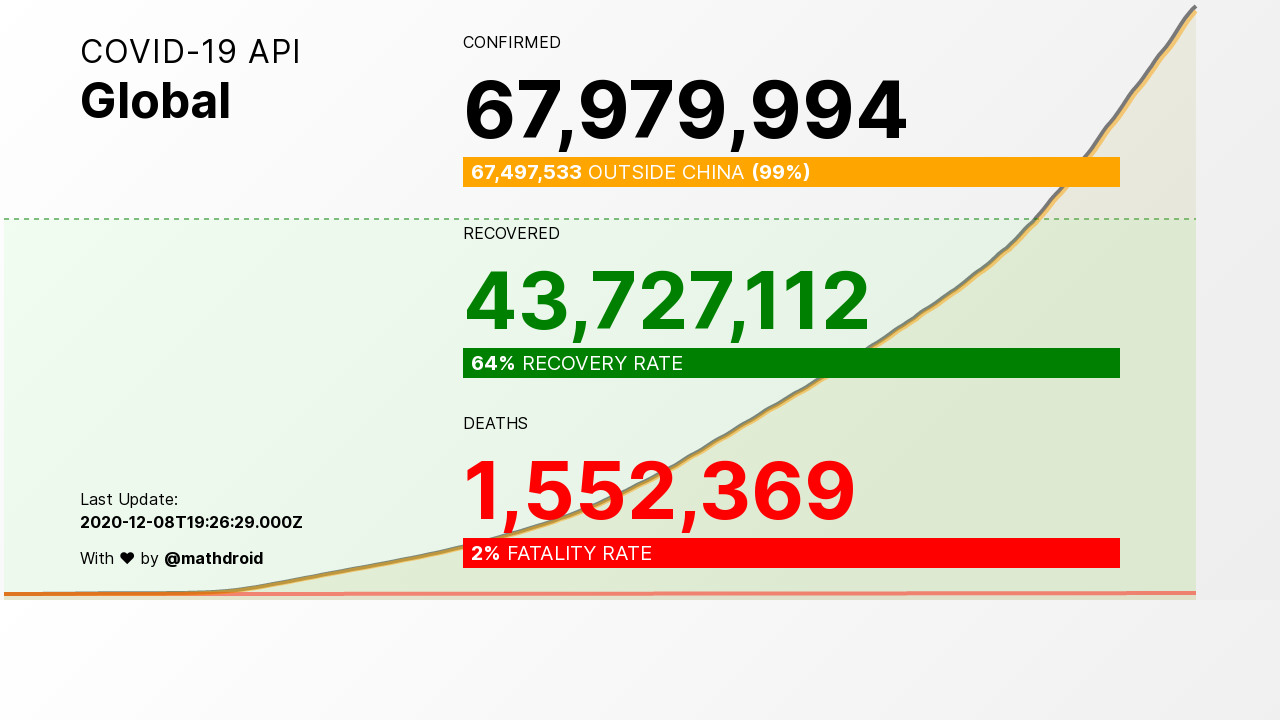 COVID-19 API
Global
CONFIRMED
67,979,994
67,497,533 OUTSIDE CHINA (99%)
RECOVERED
43,727,112
64% RECOVERY RATE
DEATHS
1,552,369
2% FATALITY RATE
Last Update:
2020-12-08T19:26:29.000Z
With ♥ by @mathdroid